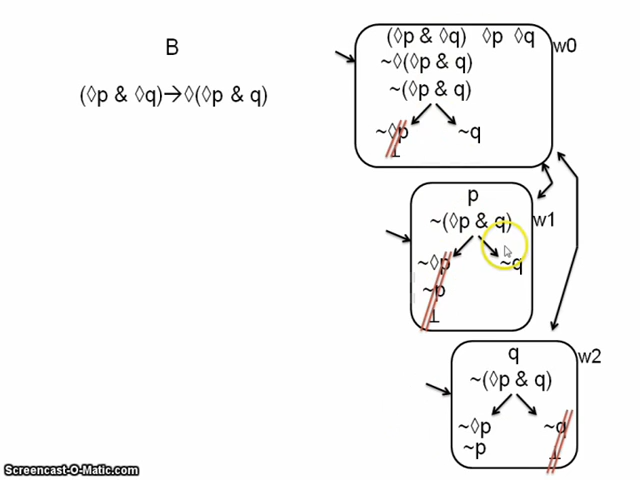 B
(◊p & ◊q)→◊(◊p & q)
(◊p & ◊q) ◊p ◊q
w0
~◊(◊p & q)
~(◊p & q)
~◊p ~q
⊥
p
~(◊p & q)
w1
~◊p ~q
~p
⊥
q
w2
~(◊p & q)
~◊p ~q
~p ⊥
Screencast-O-Matic.com